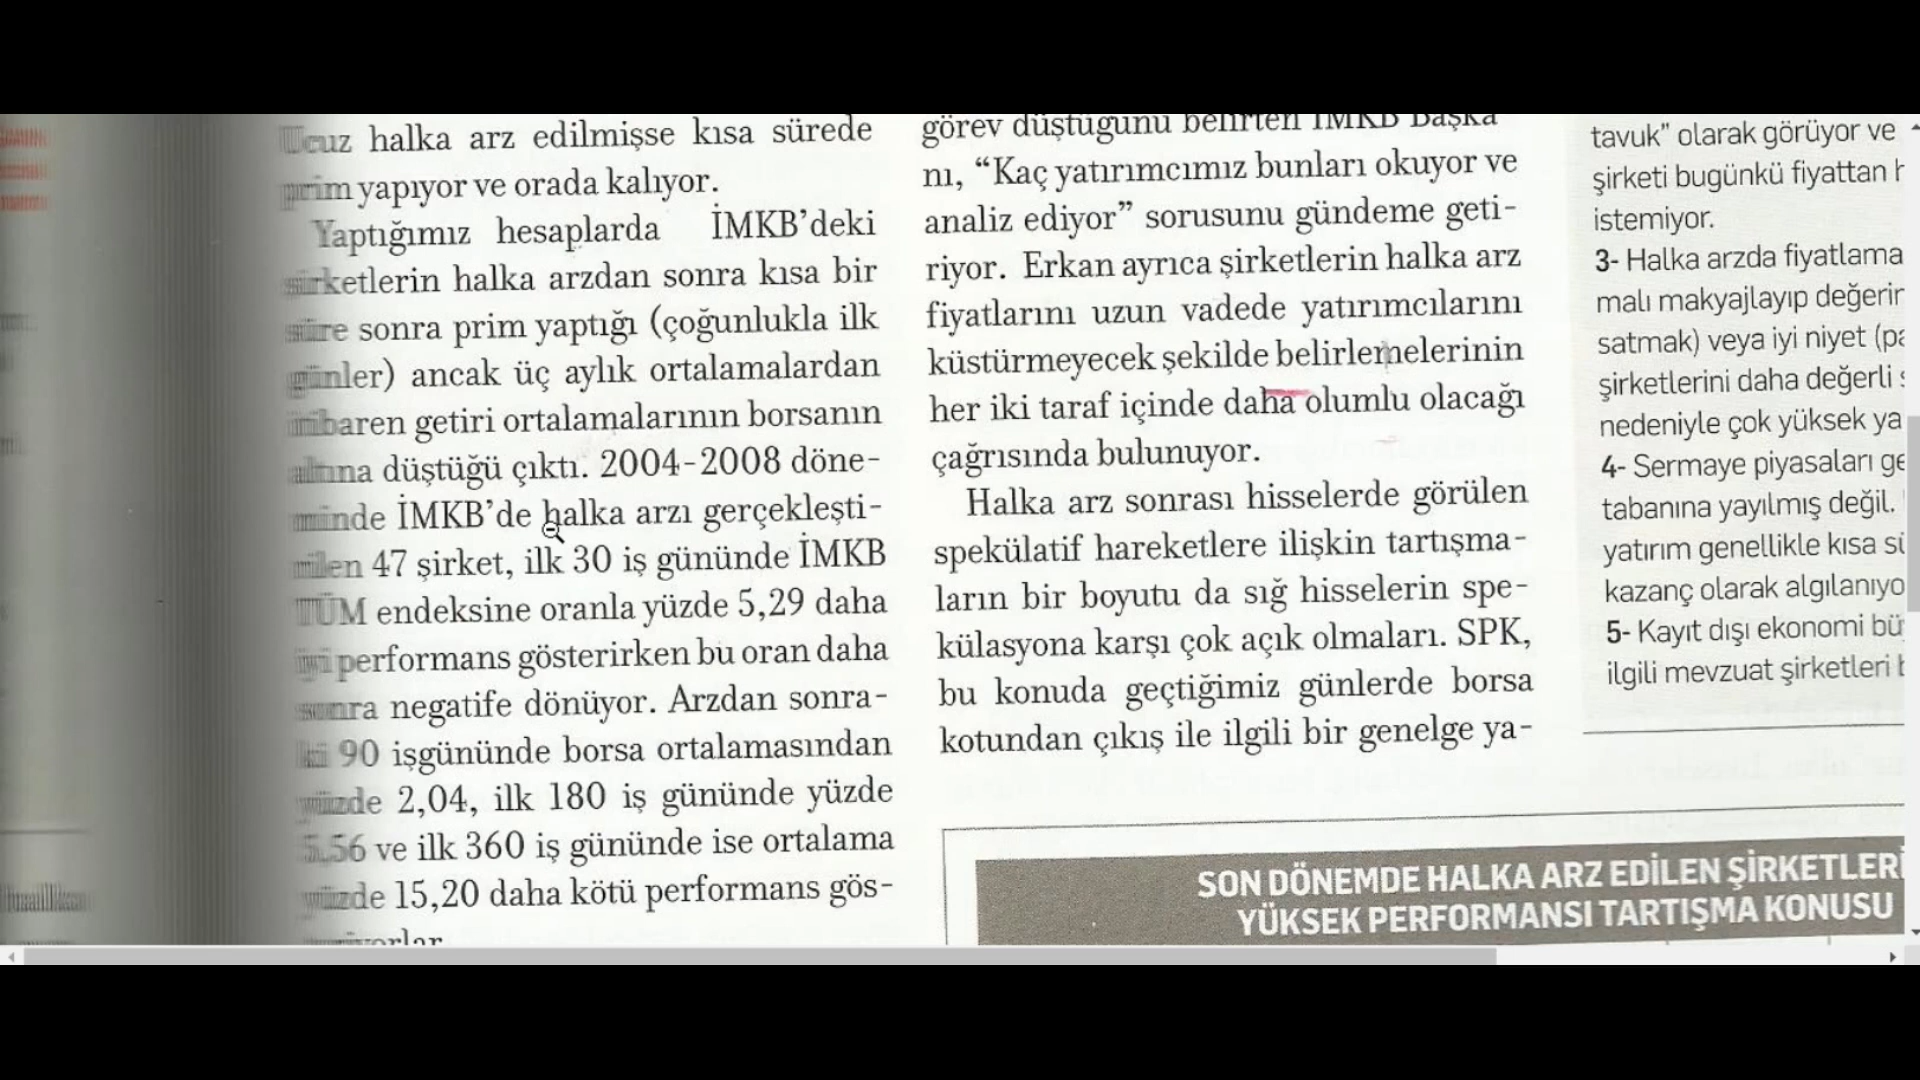 Ucuz halka arz edilmişse kısa sürede
prim yapıyor ve orada kalıyor.
Yaptığımız hesaplarda İMKB'deki
şirketlerin halka arzdan sonra kısa bir
süre sonra prim yaptığı (çoğunlukla ilk
günler) ancak üç aylık ortalamalardan
itibaren getiri ortalamalarının borsanın
altına düştüğü çıktı. 2004-2008 döne-
minde İMKB'de halka arzı gerçekleşti-
rilen 47 şirket, ilk 30 iş gününde İMKB
TÜM endeksine oranla yüzde 5,29 daha
iyi performans gösterirken bu oran daha
sonra negatife dönüyor. Arzdan sonra-
ki 90 işgününde borsa ortalamasından
yüzde 2,04, ilk 180 iş gününde yüzde
5,56 ve ilk 360 iş gününde ise ortalama
yüzde 15,20 daha kötü performans gös-
görev düştüğünü belirten İMKB Başka
nı, “Kaç yatırımcımız bunları okuyor ve
analiz ediyor” sorusunu gündeme geti-
riyor. Erkan ayrıca şirketlerin halka arz
fiyatlarını uzun vadede yatırımcılarını
küstürmeyecek şekilde belirlemelerinin
her iki taraf içinde daha olumlu olacağı
çağrısında bulunuyor.
Halka arz sonrası hisselerde görülen
spekülatif hareketlere ilişkin tartışma-
ların bir boyutu da sığ hisselerin spe-
külasyona karşı çok açık olmaları. SPK,
bu konuda geçtiğimiz günlerde borsa
kotundan çıkış ile ilgili bir genelge ya-
tavuk” olarak görüyor ve
şirketi bugünkü fiyattan
istemiyor.
3- Halka arzda fiyatlama
malı makyajlayıp değerin
satmak) veya iyi niyet (pa
şirketlerini daha değerli
nedeniyle çok yüksek ya
4- Sermaye piyasaları ge
tabanına yayılmış değil.
yatırım genellikle kısa sü
kazanç olarak algılanıyo
5- Kayıt dışı ekonomi bü
ilgili mevzuat şirketleri
SON DÖNEMDE HALKA ARZ EDİLEN ŞİRKETLERİ
YÜKSEK PERFORMANSI TARTIŞMA KONUSU